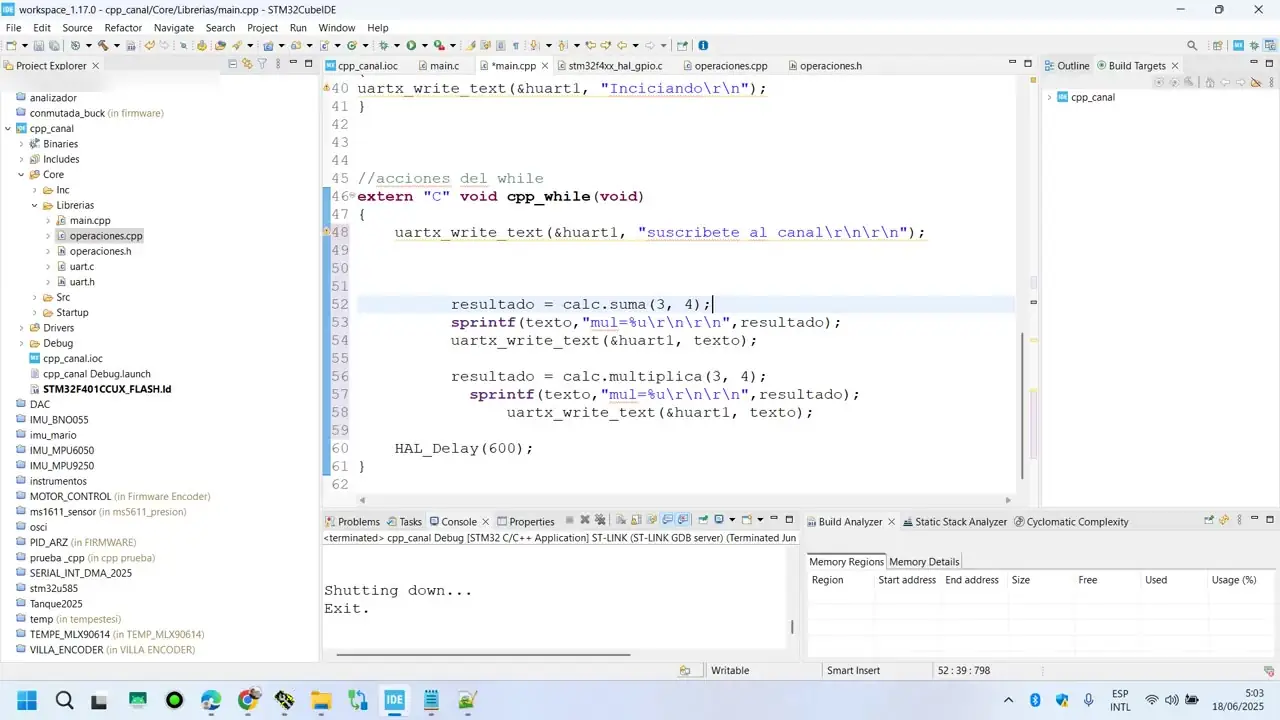 workspace_1.17.0 - cpp_canal/Core/Librerias/main.cpp - STM32CubeIDE
File Edit Source Refactor Navigate Search Project Run Window Help
Project Explorer
analizador
conmutada_buck (in firmware)
cpp_canal
Binaries
Includes
Core
Inc
Librerias
main.cpp
operaciones.cpp
operaciones.h
uart.c
uart.h
Src
Startup
Drivers
Debug
cpp_canal.ioc
cpp_canal Debug.launch
STM32F401CCUX_FLASH.ld
DAC
IMU_BNO055
imu_mario
IMU_MPU6050
IMU_MPU9250
instrumentos
MOTOR_CONTROL (in Firmware Encoder)
ms1611_sensor (in ms5611_presion)
osci
PID_ARZ (in FIRMWARE)
prueba _cpp (in cpp prueba)
SERIAL_INT_DMA_2025
stm32u585
Tanque2025
temp (in tempestesi)
TEMPE_MLX90614 (in TEMP_MLX90614)
VILLA_ENCODER (in VILLA ENCODER)
cpp_canal.ioc main.c *main.cpp stm32f4xx_hal_gpio.c operaciones.cpp operaciones.h
40 uartx_write_text(&huart1, "Inciciando\r\n");
41 }
42
43
44
45 //acciones del while
46 extern "C" void cpp_while(void)
47 {
48 uartx_write_text(&huart1, "suscribete al canal\r\n\r\n");
49
50
51
52 resultado = calc.suma(3, 4);
53 sprintf(texto,"mul=%u\r\n\r\n",resultado);
54 uartx_write_text(&huart1, texto);
55
56 resultado = calc.multiplica(3, 4);
57 sprintf(texto,"mul=%u\r\n\r\n",resultado);
58 uartx_write_text(&huart1, texto);
59
60 HAL_Delay(600);
61 }
62
Outline Build Targets
cpp_canal
Problems Tasks Console Properties
<terminated> cpp_canal Debug [STM32 C/C++ Application] ST-LINK (ST-LINK GDB server) (Terminated Jun
Shutting down...
Exit.
Build Analyzer Static Stack Analyzer Cyclomatic Complexity
Memory Regions Memory Details
Region Start address End address Size Free Used Usage (%)
Writable Smart Insert 52 : 39 : 798
IDE
ESP
INTL
5:03
18/06/2025